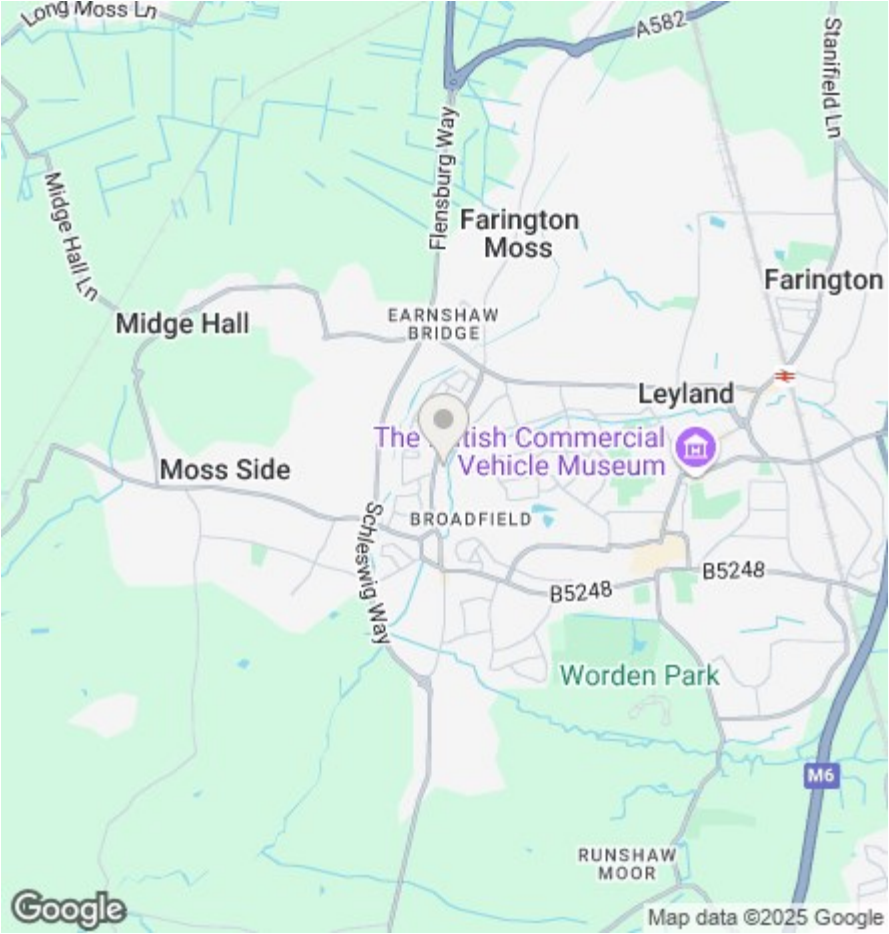 Long Moss Ln
A582
Stanifield Ln
Flensburg Way
Midge Hall Ln
Farington
Moss
Farington
Midge Hall
EARNSHAW
BRIDGE
Leyland
The British Commercial
Vehicle Museum
Moss Side
BROADFIELD
Schleswig Way
B5248
B5248
Worden Park
M6
RUNSHAW
MOOR
Google
Map data ©2025 Google